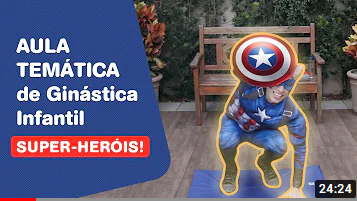 AULA
TEMÁTICA
de Ginástica
Infantil
SUPER-HERÓIS!
24:24